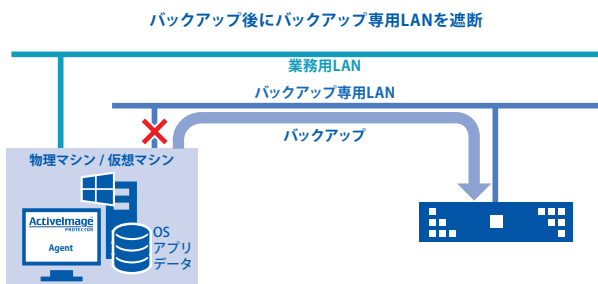 バックアップ後にバックアップ専用LANを遮断
業務用LAN
バックアップ専用LAN
バックアップ
物理マシン / 仮想マシン
ActiveImage
PROTECTOR
Agent
OS
アプリ
データ